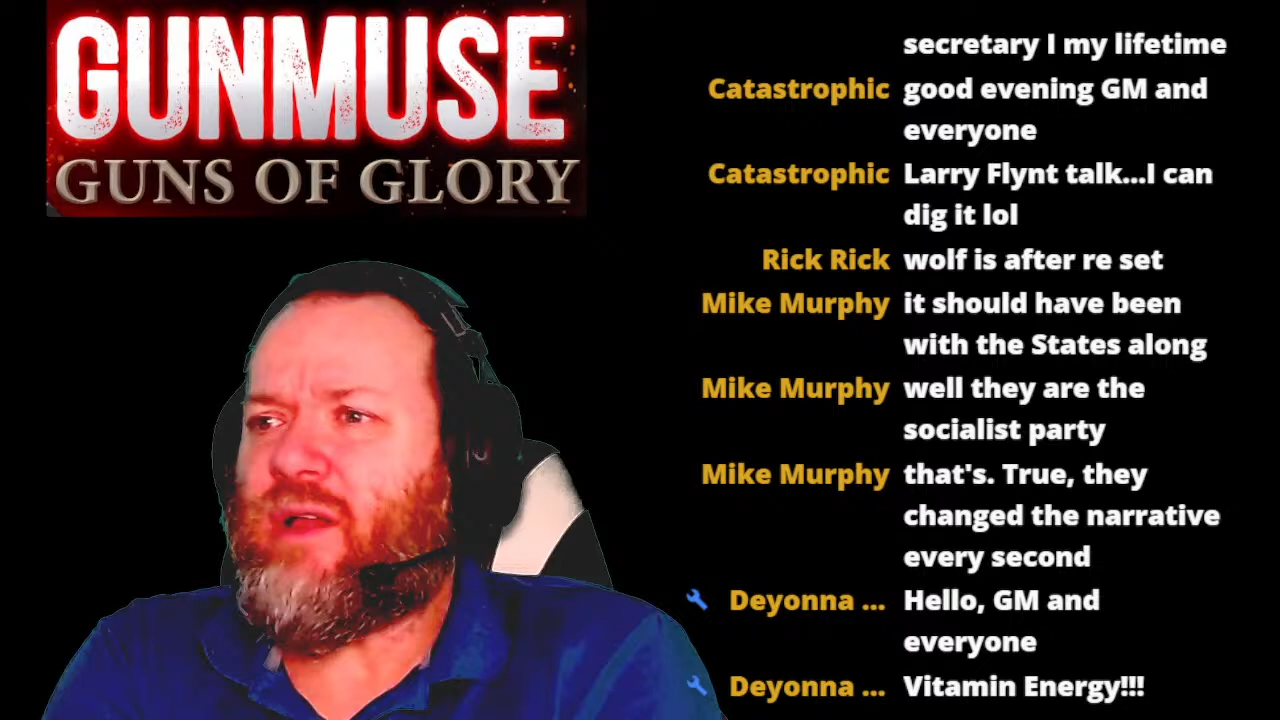 GUNMUSE
GUNS OF GLORY
secretary I my lifetime
Catastrophic good evening GM and
everyone
Catastrophic Larry Flynt talk...I can
dig it lol
Rick Rick wolf is after re set
Mike Murphy it should have been
with the States along
Mike Murphy well they are the
socialist party
Mike Murphy that's. True, they
changed the narrative
every second
Deyonna ... Hello, GM and
everyone
Deyonna ... Vitamin Energy!!!